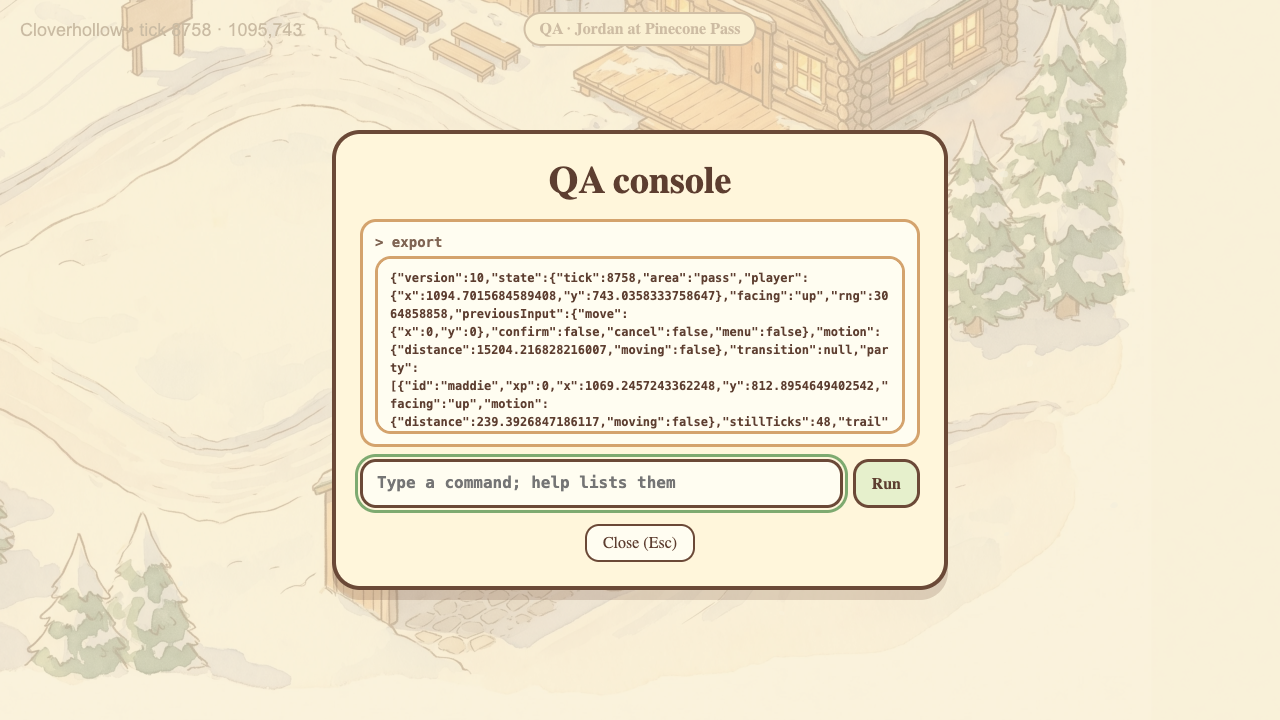 Cloverhollow · tick 8758 · 1095,743
QA · Jordan at Pinecone Pass
QA console
> export
{"version":10,"state":{"tick":8758,"area":"pass","player":
{"x":1094.7015684589408,"y":743.0358333758647},"facing":"up","rng":30
64858858,"previousInput":{"move":
{"x":0,"y":0},"confirm":false,"cancel":false,"menu":false},"motion":
{"distance":15204.216828216007,"moving":false},"transition":null,"par
ty":
[{"id":"maddie","xp":0,"x":1069.2457243362248,"y":812.8954649402542,"
facing":"up","motion":
{"distance":239.3926847186117,"moving":false},"stillTicks":48,"trail"
Type a command; help lists them
Run
Close (Esc)